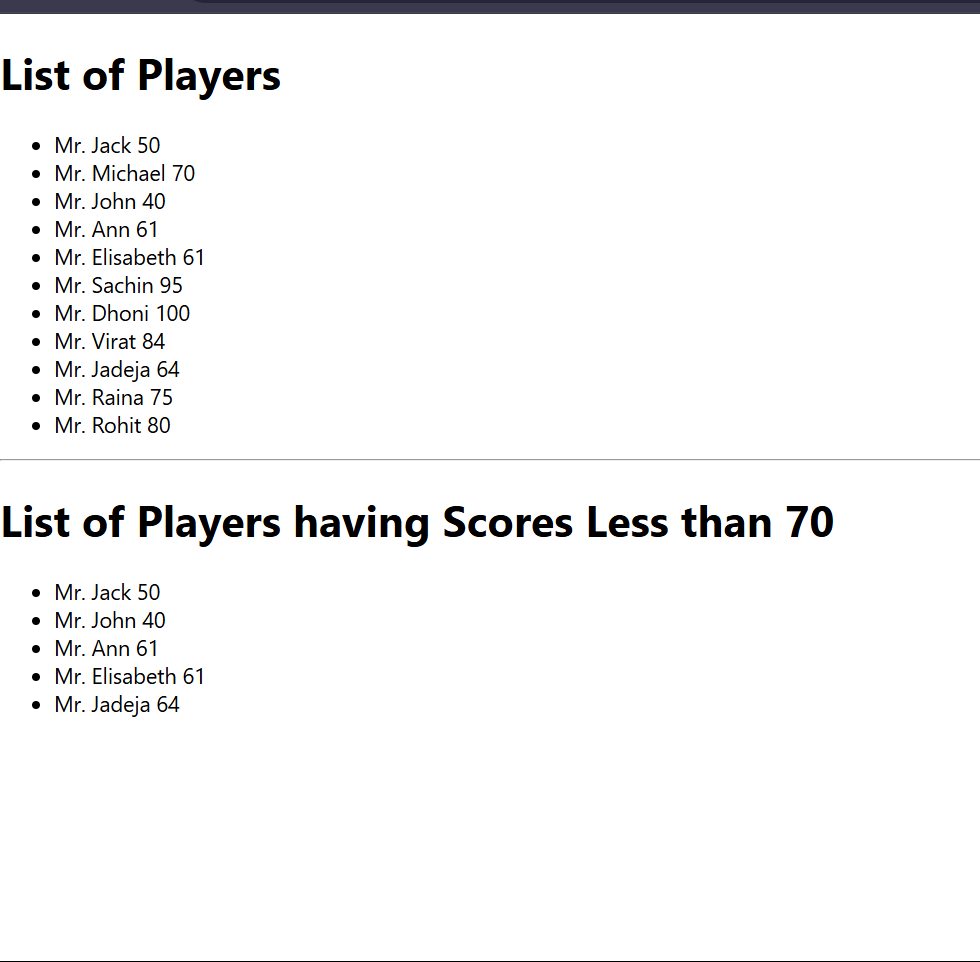 List of Players
Mr. Jack 50
Mr. Michael 70
Mr. John 40
Mr. Ann 61
Mr. Elisabeth 61
Mr. Sachin 95
Mr. Dhoni 100
Mr. Virat 84
Mr. Jadeja 64
Mr. Raina 75
Mr. Rohit 80
List of Players having Scores Less than 70
Mr. Jack 50
Mr. John 40
Mr. Ann 61
Mr. Elisabeth 61
Mr. Jadeja 64